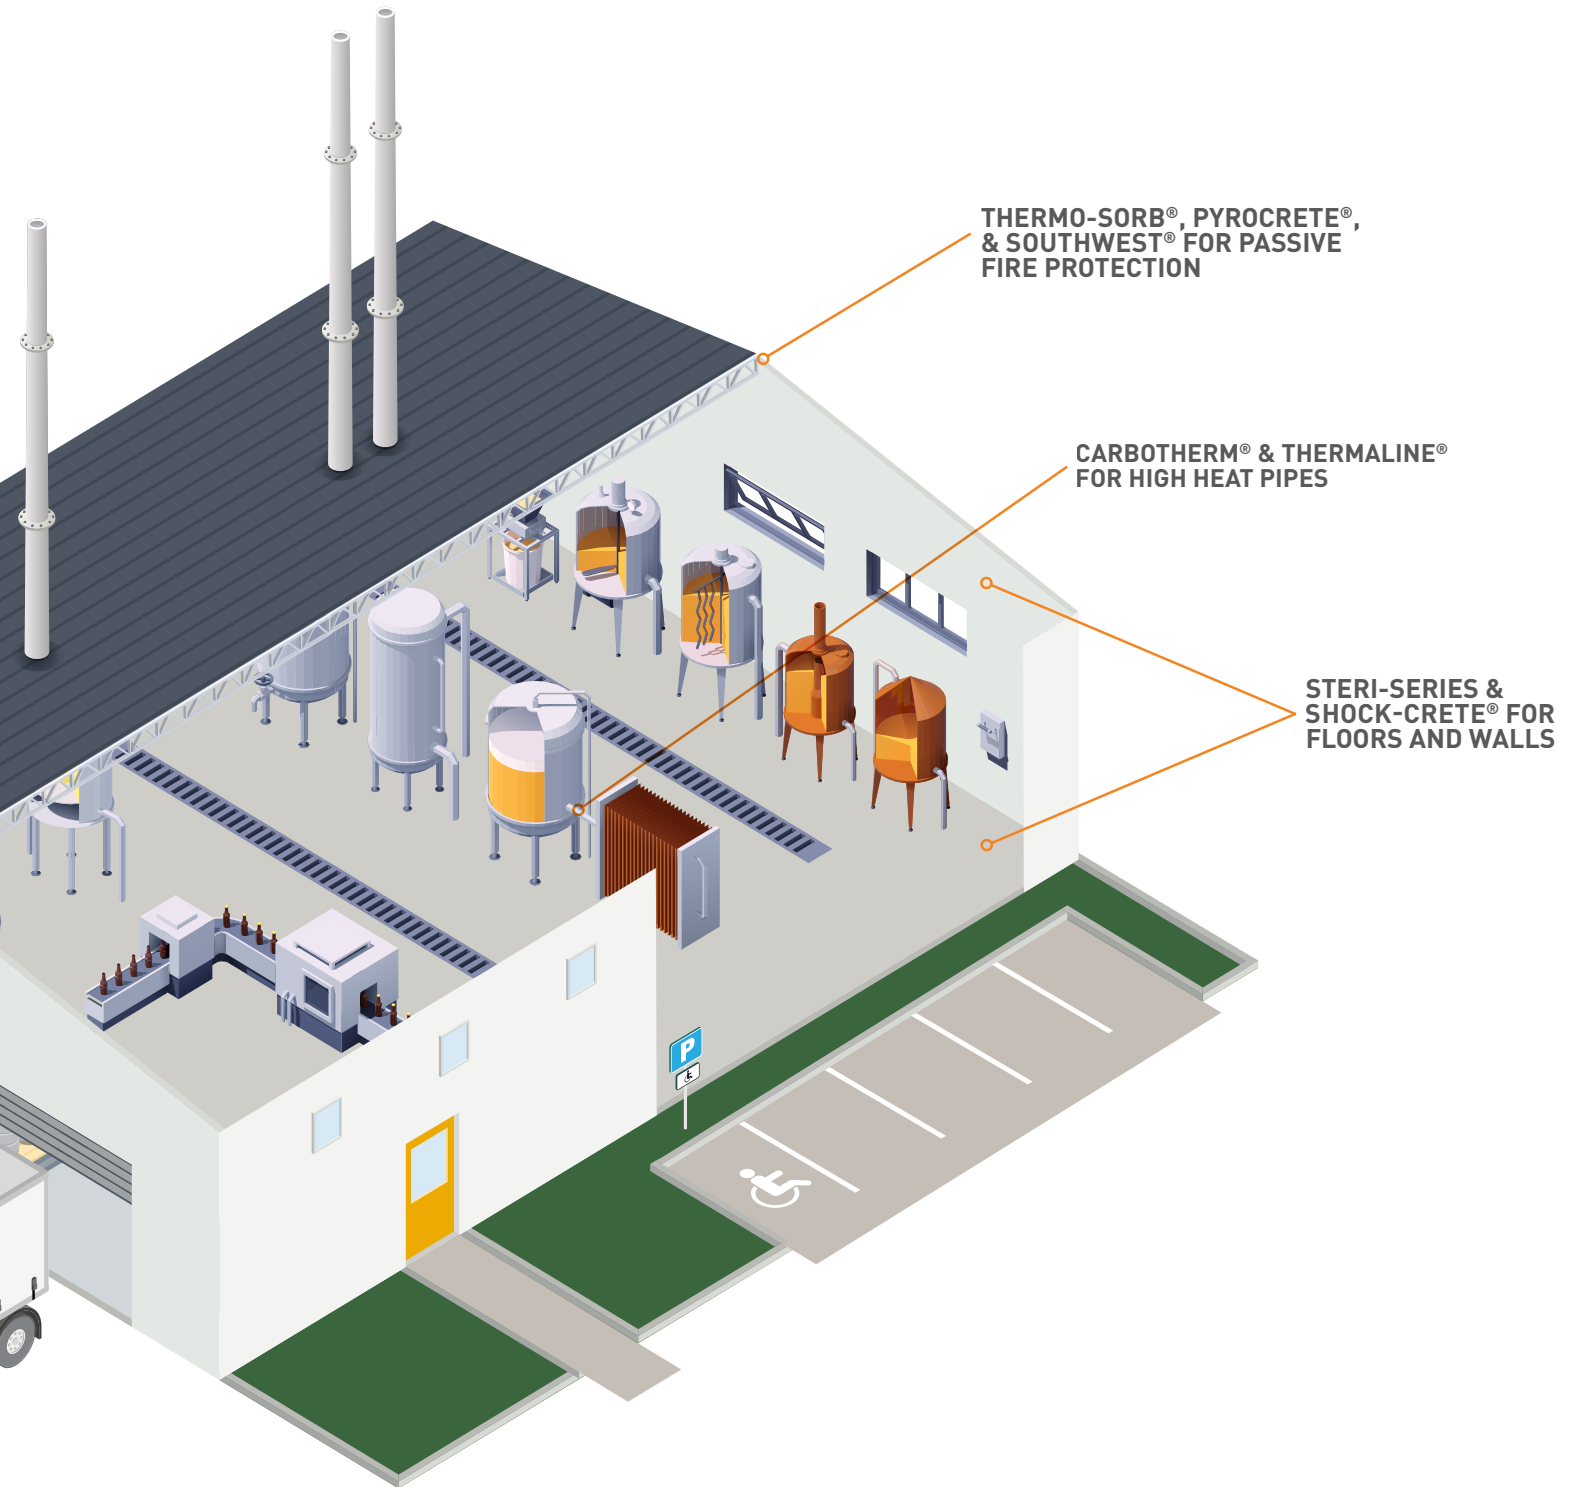 THERMO-SORB®, PYROCRETE®,
& SOUTHWEST® FOR PASSIVE
FIRE PROTECTION
CARBOTHERM® & THERMALINE®
FOR HIGH HEAT PIPES
STERI-SERIES &
SHOCK-CRETE® FOR
FLOORS AND WALLS
P